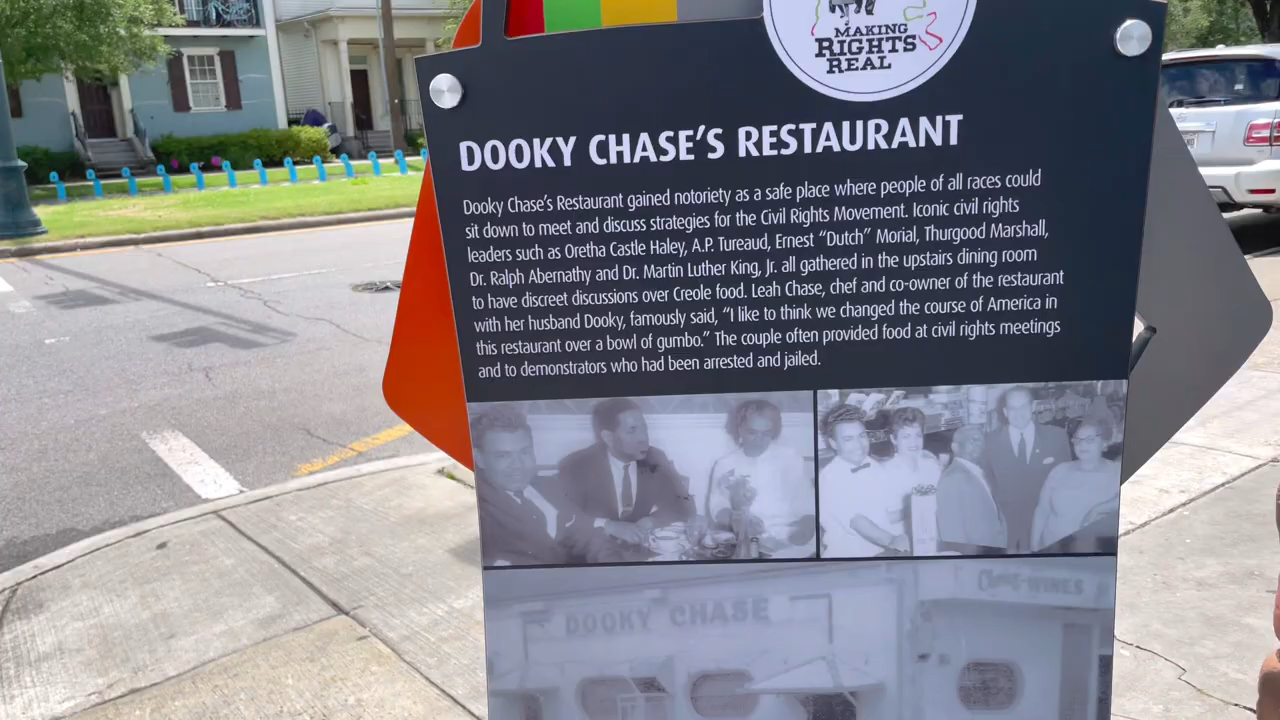 MAKING
RIGHTS
REAL
DOOKY CHASE'S RESTAURANT
Dooky Chase's Restaurant gained notoriety as a safe place where people of all races could
sit down to meet and discuss strategies for the Civil Rights Movement. Iconic civil rights
leaders such as Oretha Castle Haley, A.P. Tureaud, Ernest “Dutch” Morial, Thurgood Marshall,
Dr. Ralph Abernathy and Dr. Martin Luther King, Jr. all gathered in the upstairs dining room
to have discreet discussions over Creole food. Leah Chase, chef and co-owner of the restaurant
with her husband Dooky, famously said, “I like to think we changed the course of America in
this restaurant over a bowl of gumbo.” The couple often provided food at civil rights meetings
and to demonstrators who had been arrested and jailed.
DOOKY CHASE
WINES